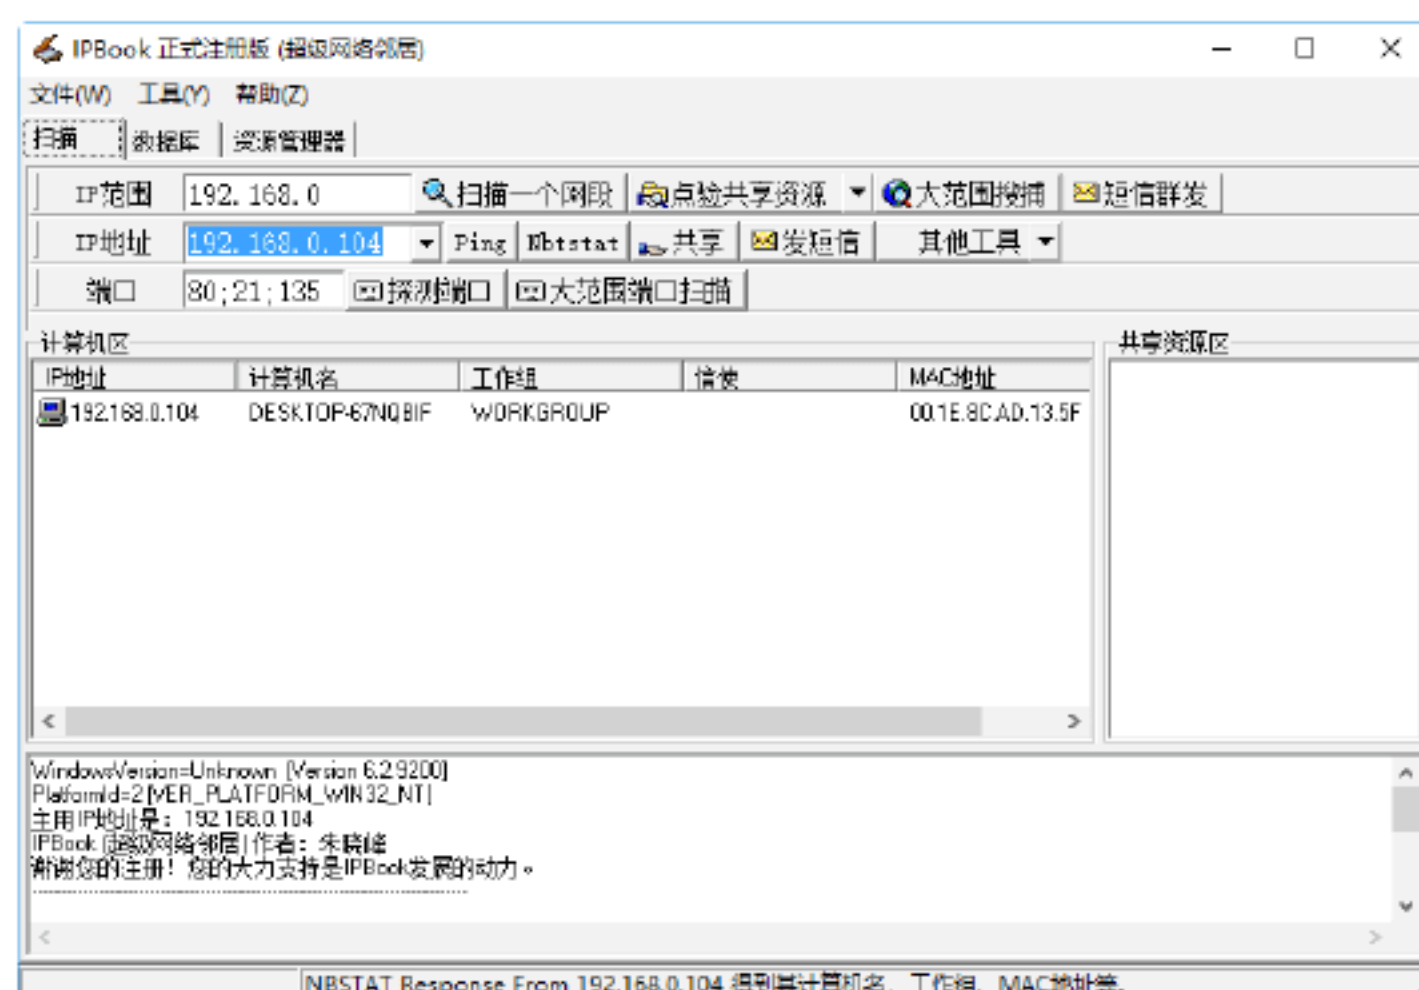 IPBook 正式注册版 (超级网络邻居)
文件(W) 工具(Y) 帮助(Z)
扫描 数据库 资源管理器
IP范围 192.168.0 扫描一个网段 点验共享资源 大范围搜捕 短信群发
IP地址 192.168.0.104 Ping Nbtstat 共享 发短信 其他工具
端口 80;21;135 探测端口 大范围端口扫描
计算机区 共享资源区
IP地址 计算机名 工作组 信使 MAC地址
192.168.0.104 DESKTOP-67NQBIF WORKGROUP 00.1E.8C.AD.13.5F
WindowsVersion=Unknown [Version 6.2.9200]
PlatformId=2 [VER_PLATFORM_WIN32_NT]
主用IP地址是：192.168.0.104
IPBook [超级网络邻居] 作者：朱晓峰
谢谢您的注册！您的大力支持是IPBook发展的动力。
NBSTAT Response From 192.168.0.104 得到其计算机名、工作组、MAC地址等.